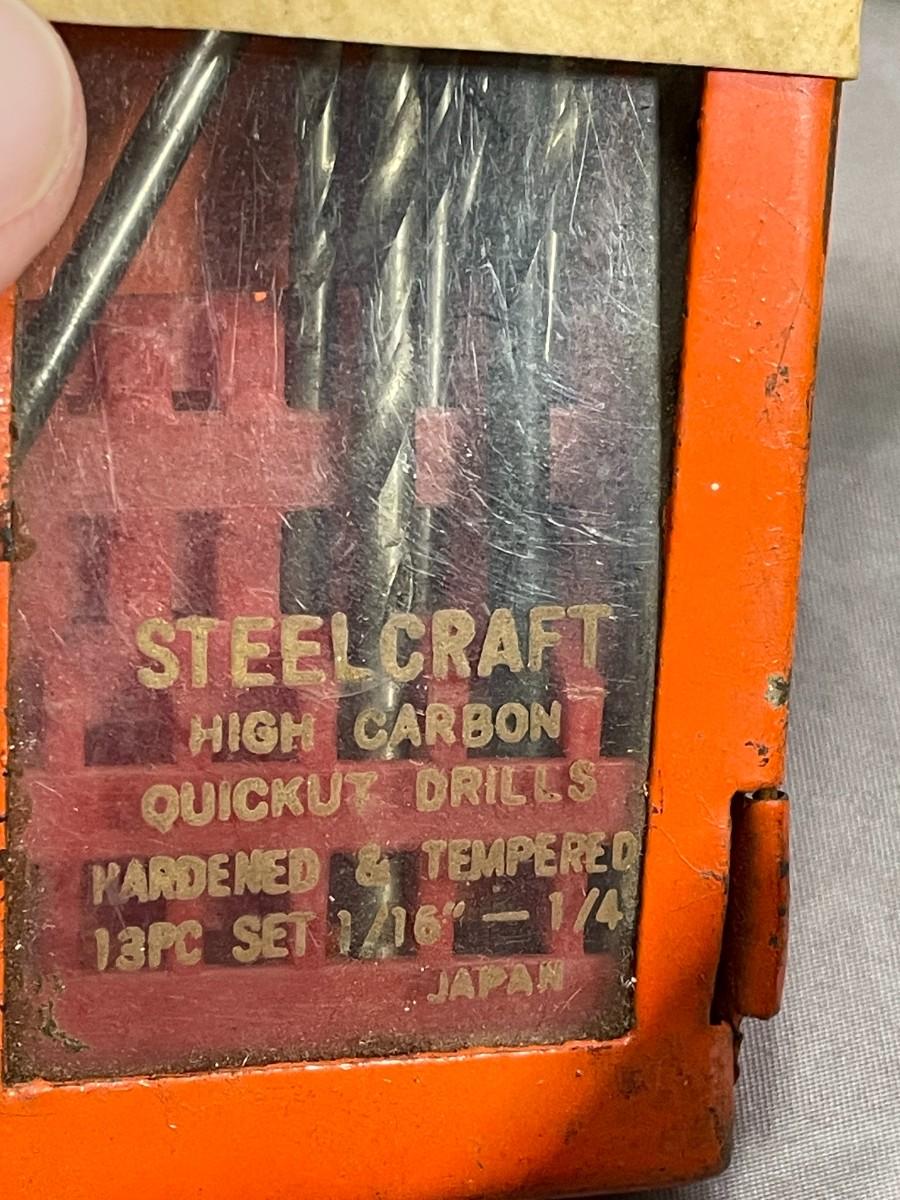 STEELCRAFT
HIGH CARBON
QUICKUT DRILLS
HARDENED & TEMPERED
13PC SET 1/16" — 1/4
JAPAN